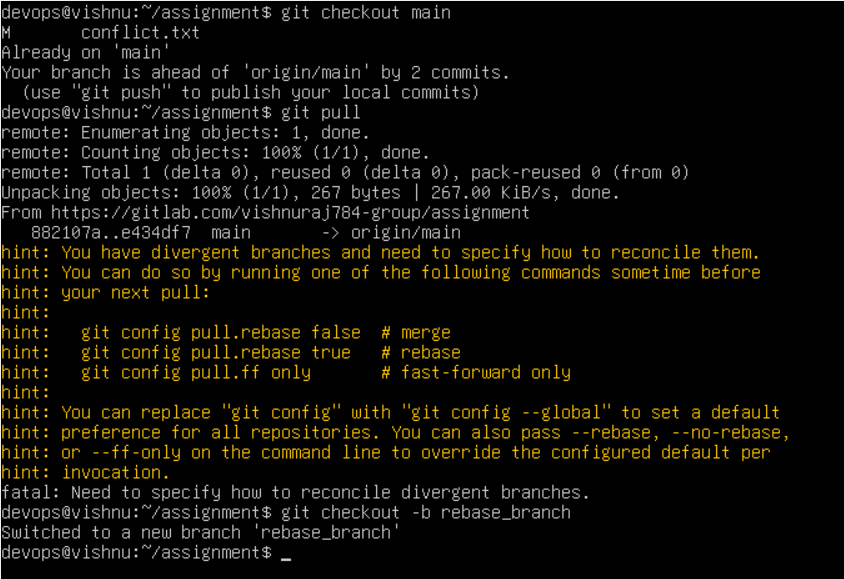 devops@vishnu:~/assignment$ git checkout main
M       conflict.txt
Already on 'main'
Your branch is ahead of 'origin/main' by 2 commits.
  (use "git push" to publish your local commits)
devops@vishnu:~/assignment$ git pull
remote: Enumerating objects: 1, done.
remote: Counting objects: 100% (1/1), done.
remote: Total 1 (delta 0), reused 0 (delta 0), pack-reused 0 (from 0)
Unpacking objects: 100% (1/1), 267 bytes | 267.00 KiB/s, done.
From https://gitlab.com/vishnuraj784-group/assignment
   882107a..e434df7  main       -> origin/main
hint: You have divergent branches and need to specify how to reconcile them.
hint: You can do so by running one of the following commands sometime before
hint: your next pull:
hint:
hint:   git config pull.rebase false  # merge
hint:   git config pull.rebase true   # rebase
hint:   git config pull.ff only       # fast-forward only
hint:
hint: You can replace "git config" with "git config --global" to set a default
hint: preference for all repositories. You can also pass --rebase, --no-rebase,
hint: or --ff-only on the command line to override the configured default per
hint: invocation.
fatal: Need to specify how to reconcile divergent branches.
devops@vishnu:~/assignment$ git checkout -b rebase_branch
Switched to a new branch 'rebase_branch'
devops@vishnu:~/assignment$ _